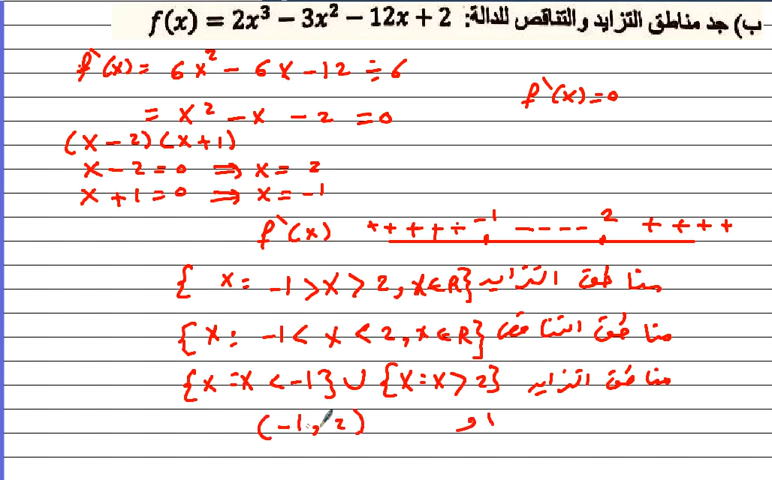 ب) جد مناطق التزايد والتناقص للدالة: f(x) = 2x³ − 3x² − 12x + 2
f`(x) = 6x² - 6x - 12 ÷ 6
f`(x) = 0
= x² - x - 2 = 0
(x - 2)(x + 1)
x - 2 = 0 ⇒ x = 2
x + 1 = 0 ⇒ x = -1
f`(x) + + + + + -1 - - - - 2 + + + +
مناطق التزايد {x: -1 > x > 2, x ∈ R}
مناطق التناقص {x: -1 < x < 2, x ∈ R}
مناطق التزايد {x: x < -1} ∪ {x: x > 2}
او (-1, 2)